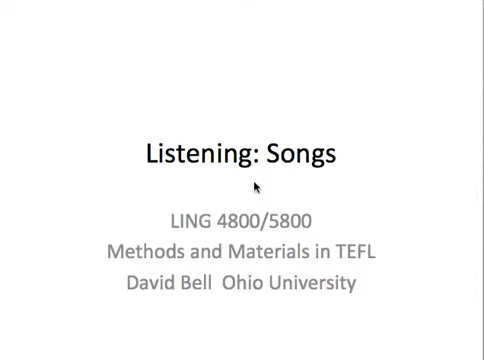 Listening: Songs
LING 4800/5800
Methods and Materials in TEFL
David Bell  Ohio University